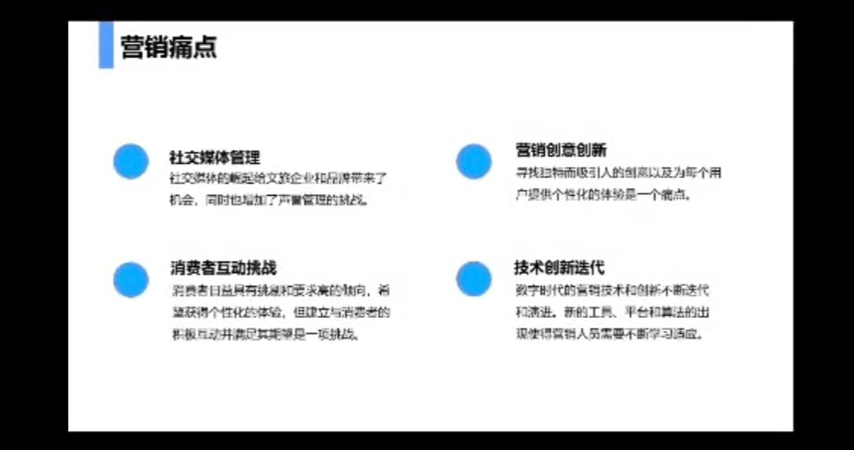 营销痛点
社交媒体管理
社交媒体的崛起给文旅企业和品牌带来了
机会，同时也增加了声誉管理的挑战。
营销创意创新
寻找独特而吸引人的创意以及为每个用
户提供个性化的体验是一个痛点。
消费者互动挑战
消费者日益具有挑剔和要求高的倾向，希
望获得个性化的体验，但建立与消费者的
积极互动并满足其期望是一项挑战。
技术创新迭代
数字时代的营销技术和创新不断迭代
和演进。新的工具、平台和算法的出
现使得营销人员需要不断学习适应。